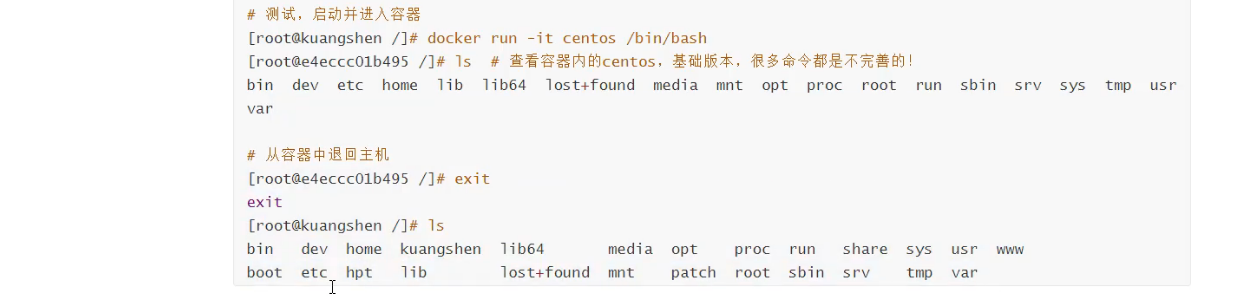 # 测试，启动并进入容器
[root@kuangshen /]# docker run -it centos /bin/bash
[root@e4eccc01b495 /]# ls  # 查看容器内的centos，基础版本，很多命令都是不完善的！
bin  dev  etc  home  lib  lib64  lost+found  media  mnt  opt  proc  root  run  sbin  srv  sys  tmp  usr
var
# 从容器中退回主机
[root@e4eccc01b495 /]# exit
exit
[root@kuangshen /]# ls
bin   dev  home  kuangshen  lib64       media  opt    proc  run   share  sys  usr  www
boot  etc  hpt   lib        lost+found  mnt    patch  root  sbin  srv    tmp  var